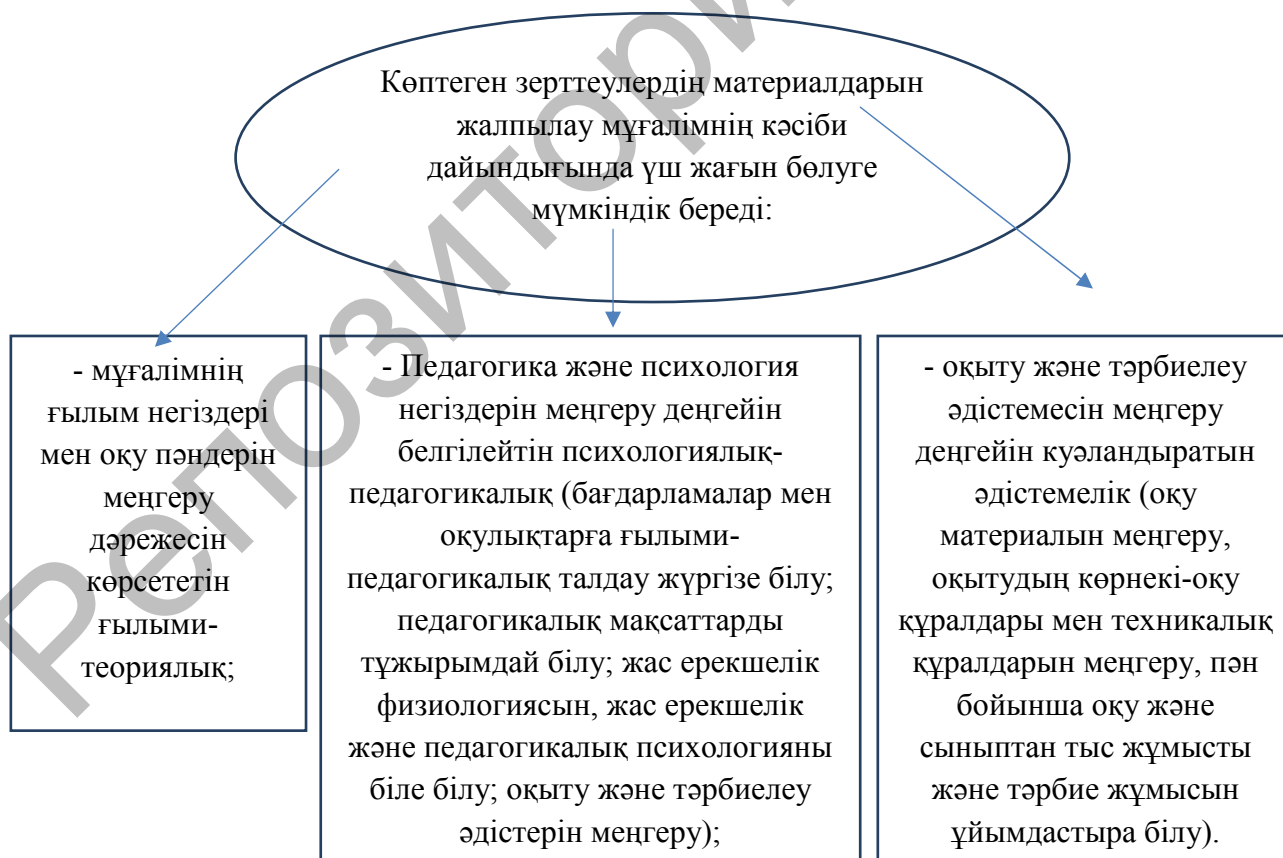 Көптеген зерттеулердің материалдарын
жалпылау мұғалімнің кәсіби
дайындығында үш жағын бөлуге
мүмкіндік береді:
- мұғалімнің
ғылым негіздері
мен оқу пәндерін
меңгеру
дәрежесін
көрсететін
ғылыми-
теориялық;
- Педагогика және психология
негіздерін меңгеру деңгейін
белгілейтін психологиялық-
педагогикалық (бағдарламалар мен
оқулықтарға ғылыми-
педагогикалық талдау жүргізе білу;
педагогикалық мақсаттарды
тұжырымдай білу; жас ерекшелік
физиологиясын, жас ерекшелік
және педагогикалық психологияны
біле білу; оқыту және тәрбиелеу
әдістерін меңгеру);
- оқыту және тәрбиелеу
әдістемесін меңгеру
деңгейін куәландыратын
әдістемелік (оқу
материалын меңгеру,
оқытудың көрнекі-оқу
құралдары мен техникалық
құралдарын меңгеру, пән
бойынша оқу және
сыныптан тыс жұмысты
және тәрбие жұмысын
ұйымдастыра білу).